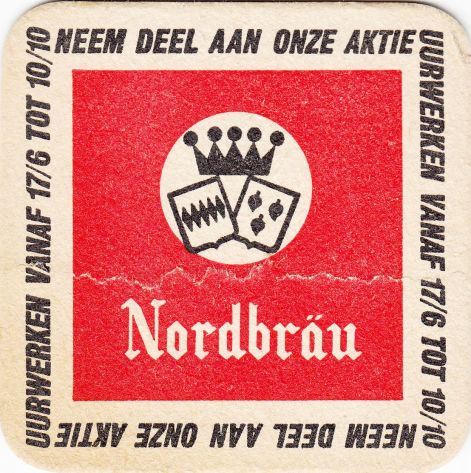 NEEM DEEL AAN ONZE AKTIE
UURWERKEN VANAF 17/6 TOT 10/10
NEEM DEEL AAN ONZE AKTIE
UURWERKEN VANAF 17/6 TOT 10/10
Nordbräu